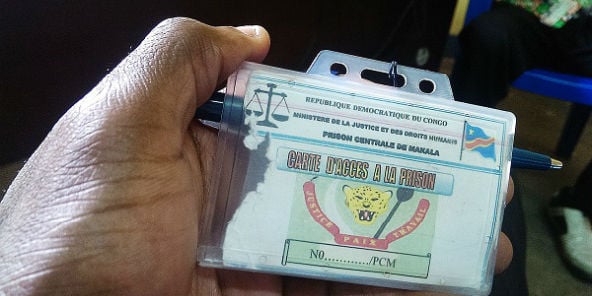 REPUBLIQUE DEMOCRATIQUE DU CONGO
MINISTERE DE LA JUSTICE ET DES DROITS HUMAINS
PRISON CENTRALE DE MAKALA
CARTE D'ACCES A LA PRISON
JUSTICE PAIX TRAVAIL
N0............/PCM